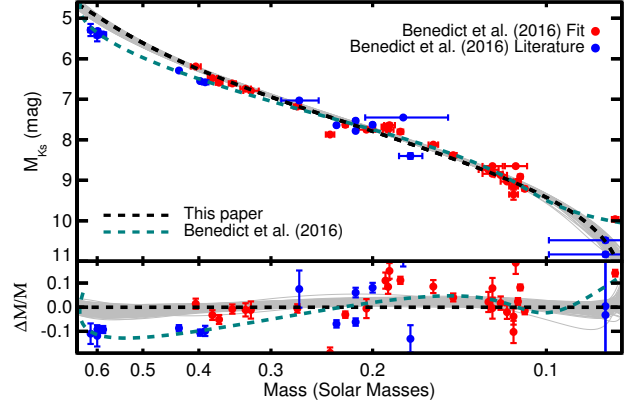 Benedict et al. (2016) Fit
Benedict et al. (2016) Literature
5
6
7
8
9
10
11
M_Ks (mag)
This paper
Benedict et al. (2016)
0.1
0.0
-0.1
ΔM/M
0.6 0.5 0.4 0.3 0.2 0.1
Mass (Solar Masses)